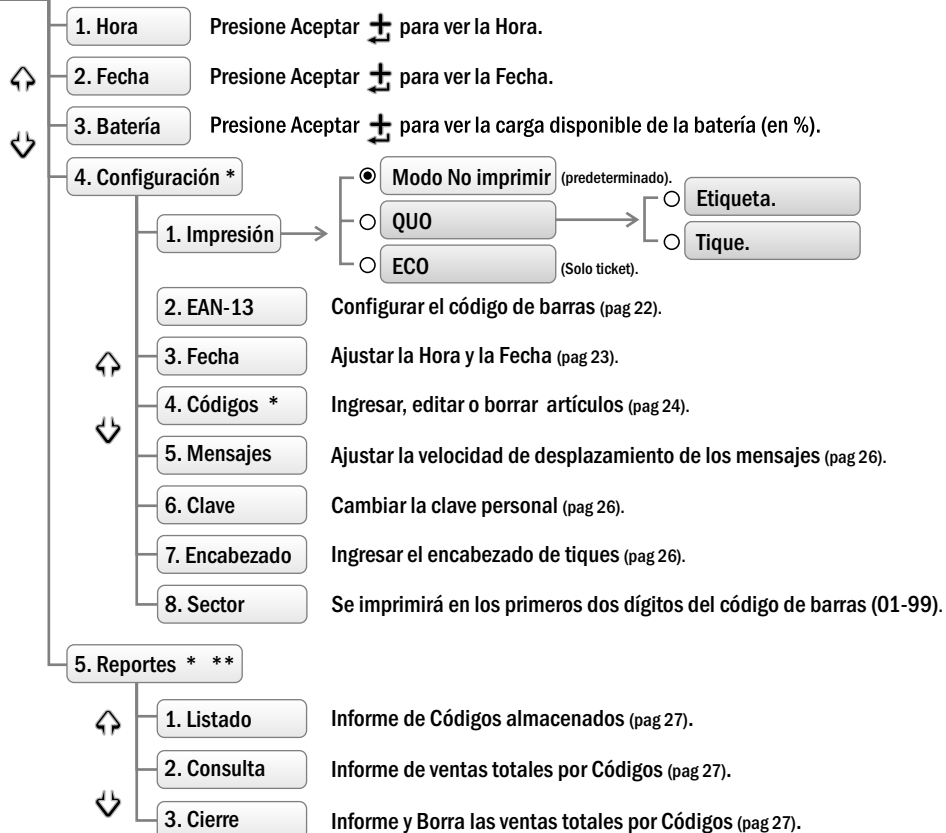 1. Hora Presione Aceptar para ver la Hora.
2. Fecha Presione Aceptar para ver la Fecha.
3. Batería Presione Aceptar para ver la carga disponible de la batería (en %).
4. Configuración *
1. Impresión
Modo No imprimir (predeterminado).
QUO
ECO (Solo ticket).
Etiqueta.
Tique.
2. EAN-13 Configurar el código de barras (pag 22).
3. Fecha Ajustar la Hora y la Fecha (pag 23).
4. Códigos * Ingresar, editar o borrar artículos (pag 24).
5. Mensajes Ajustar la velocidad de desplazamiento de los mensajes (pag 26).
6. Clave Cambiar la clave personal (pag 26).
7. Encabezado Ingresar el encabezado de tiques (pag 26).
8. Sector Se imprimirá en los primeros dos dígitos del código de barras (01-99).
5. Reportes * **
1. Listado Informe de Códigos almacenados (pag 27).
2. Consulta Informe de ventas totales por Códigos (pag 27).
3. Cierre Informe y Borra las ventas totales por Códigos (pag 27).